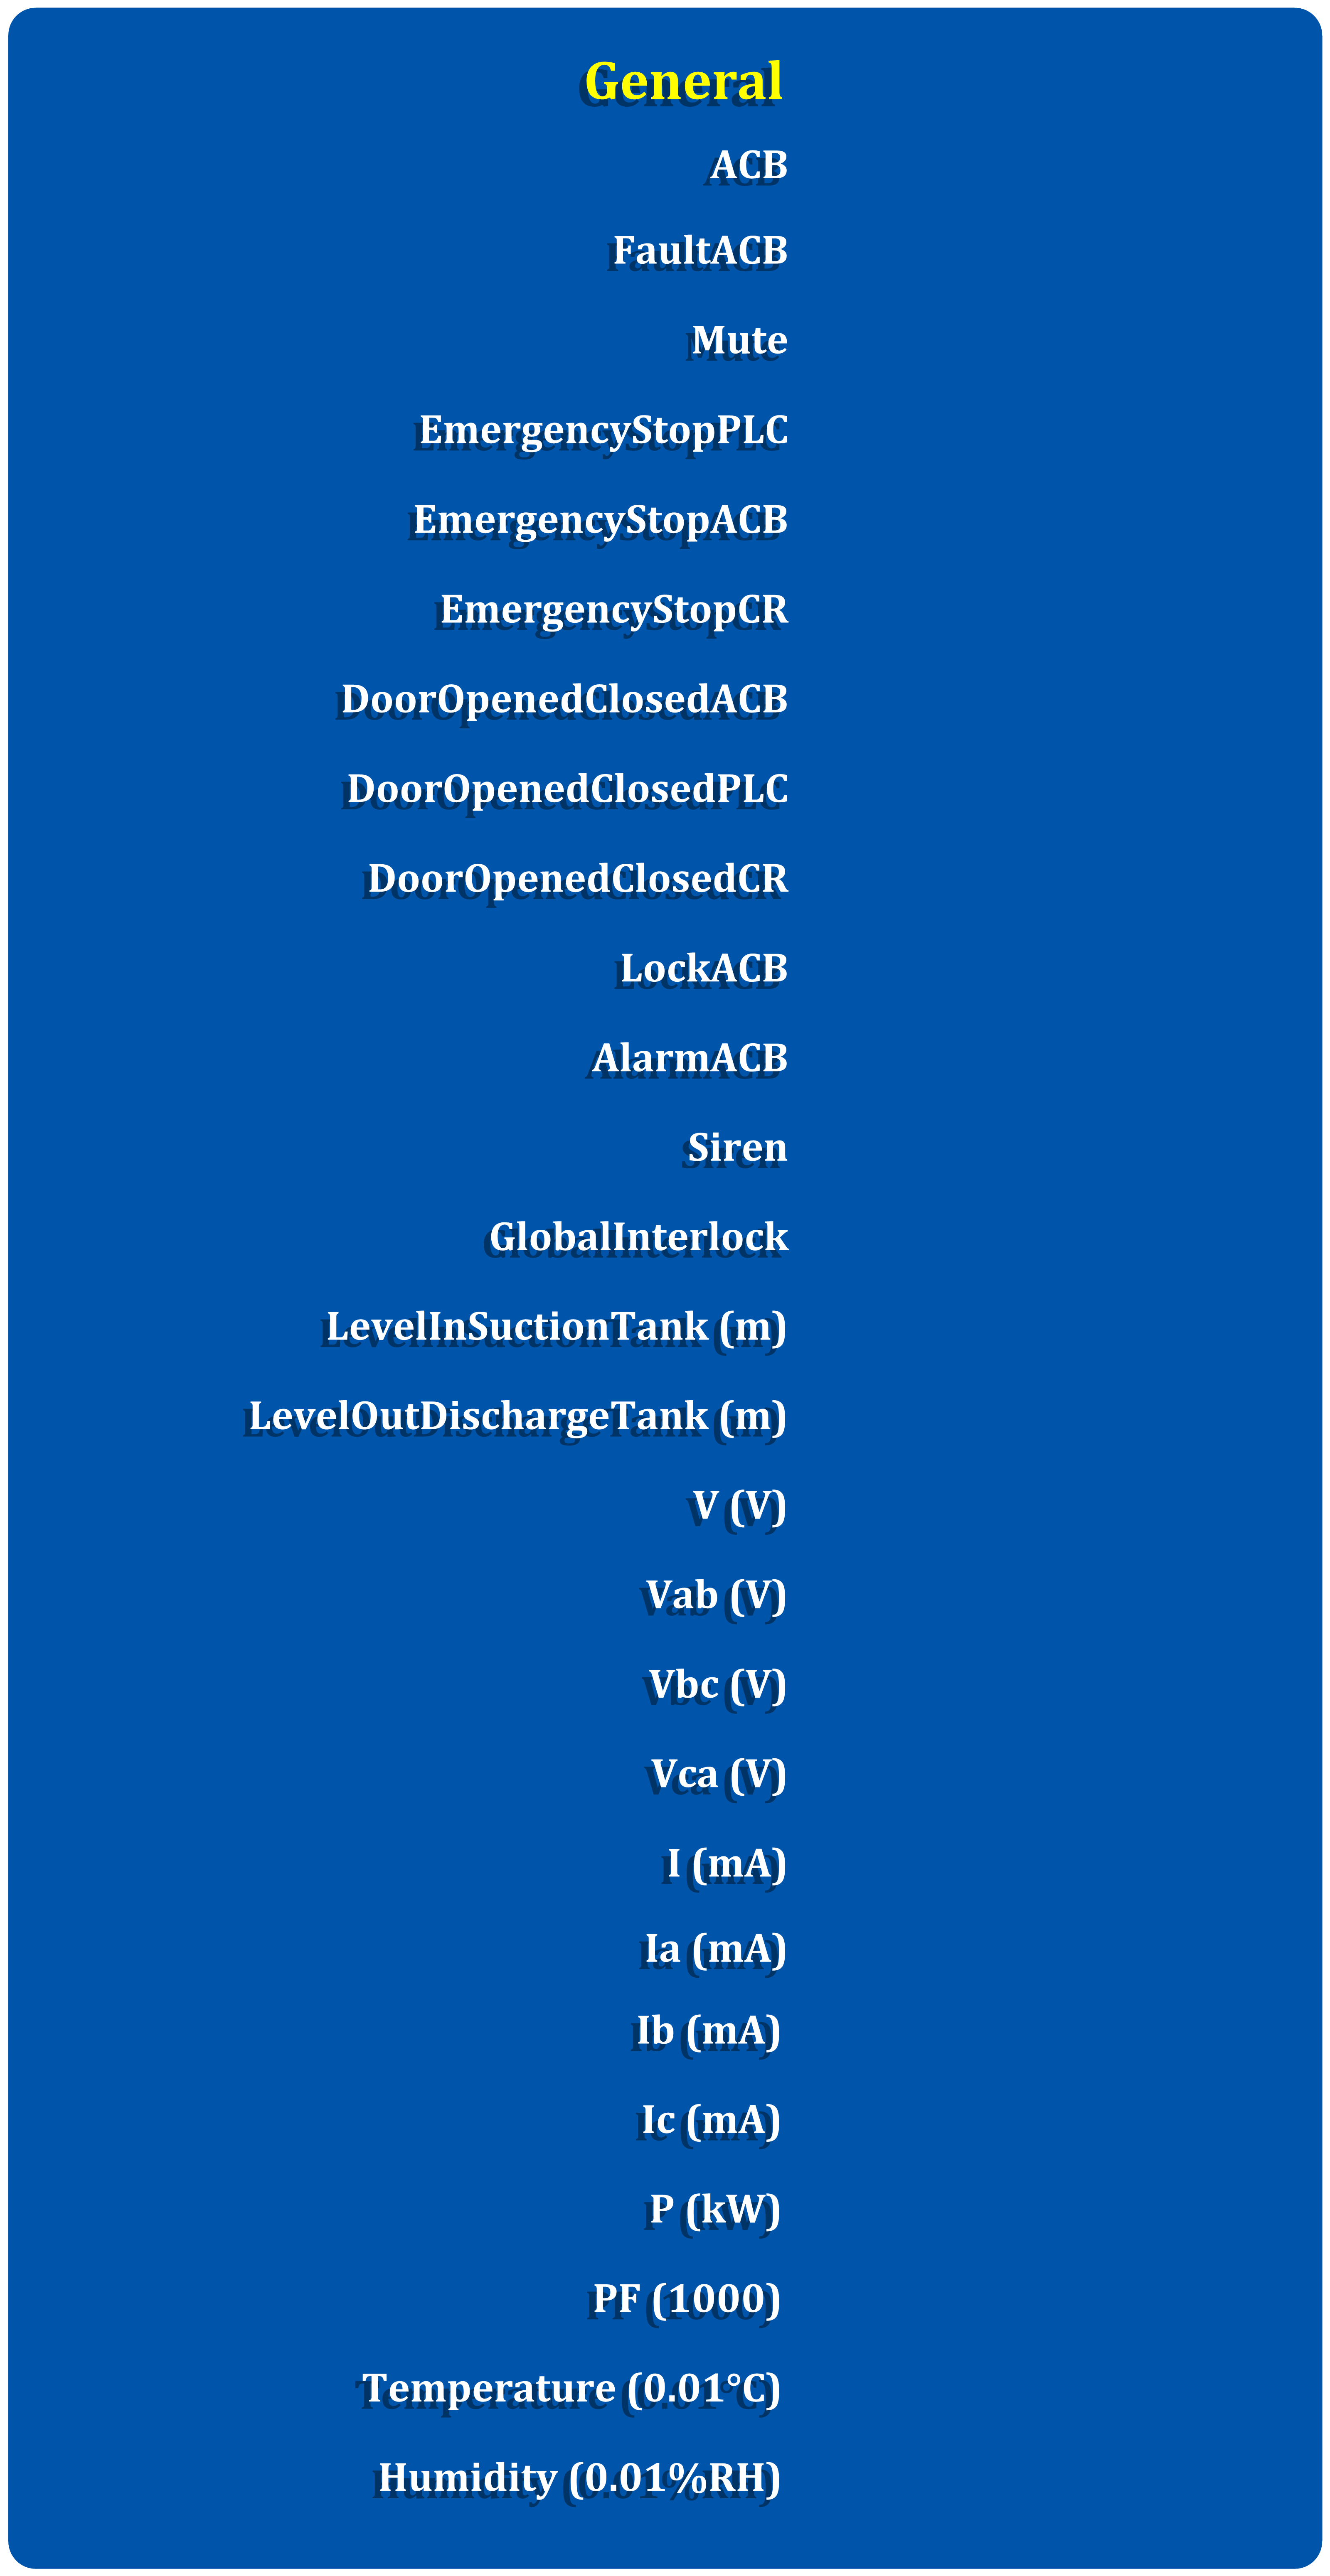 General
ACB
FaultACB
Mute
EmergencyStopPLC
EmergencyStopACB
EmergencyStopCR
DoorOpenedClosedACB
DoorOpenedClosedPLC
DoorOpenedClosedCR
LockACB
AlarmACB
Siren
GlobalInterlock
LevelInSuctionTank (m)
LevelOutDischargeTank (m)
V (V)
Vab (V)
Vbc (V)
Vca (V)
I (mA)
Ia (mA)
Ib (mA)
Ic (mA)
P (kW)
PF (1000)
Temperature (0.01°C)
Humidity (0.01%RH)